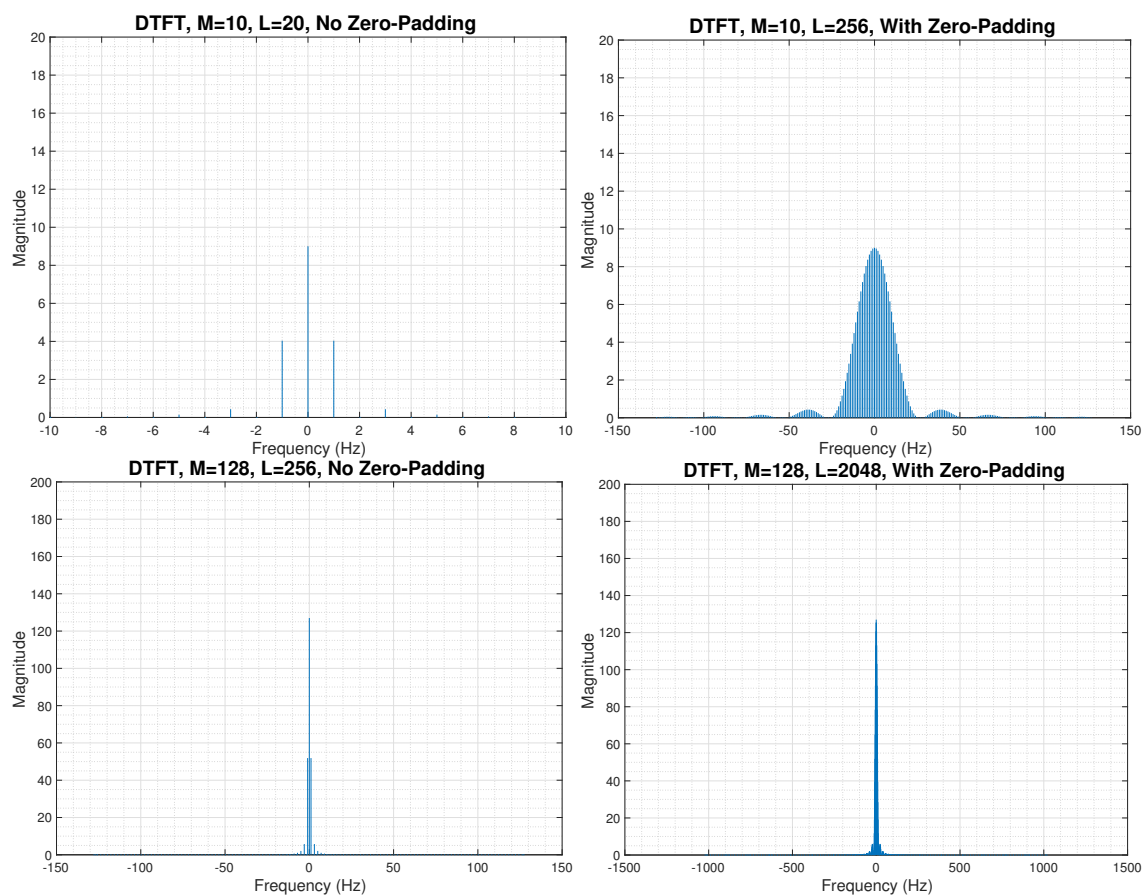 DTFT, M=10, L=20, No Zero-Padding
20
18
16
14
12
10
8
6
4
2
0
Magnitude
-10 -8 -6 -4 -2 0 2 4 6 8 10
Frequency (Hz)
DTFT, M=10, L=256, With Zero-Padding
20
18
16
14
12
10
8
6
4
2
0
Magnitude
-150 -100 -50 0 50 100 150
Frequency (Hz)
DTFT, M=128, L=256, No Zero-Padding
200
180
160
140
120
100
80
60
40
20
0
Magnitude
-150 -100 -50 0 50 100 150
Frequency (Hz)
DTFT, M=128, L=2048, With Zero-Padding
200
180
160
140
120
100
80
60
40
20
0
Magnitude
-1500 -1000 -500 0 500 1000 1500
Frequency (Hz)